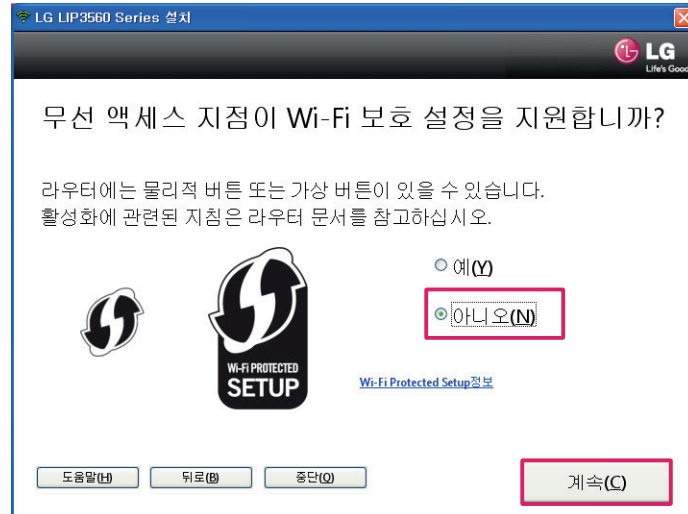 LG LIP3560 Series 설치
LG
Life's Good
무선 액세스 지점이 Wi-Fi 보호 설정을 지원합니까?
라우터에는 물리적 버튼 또는 가상 버튼이 있을 수 있습니다.
활성화에 관련된 지침은 라우터 문서를 참고하십시오.
예(Y)
아니오(N)
Wi-Fi PROTECTED
SETUP
Wi-Fi Protected Setup정보
도움말(H) 뒤로(B) 중단(Q) 계속(C)